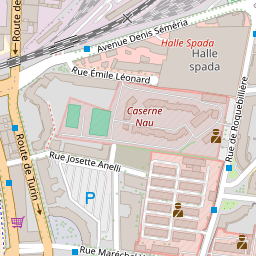 Route de
Avenue Denis Séméria
Halle Spada
Halle
spada
Rue Émile Léonard
Caserne
Nau
Rue de Roquebillière
Route de Turin
Rue Josette Anelli
P
Rue Maréchal